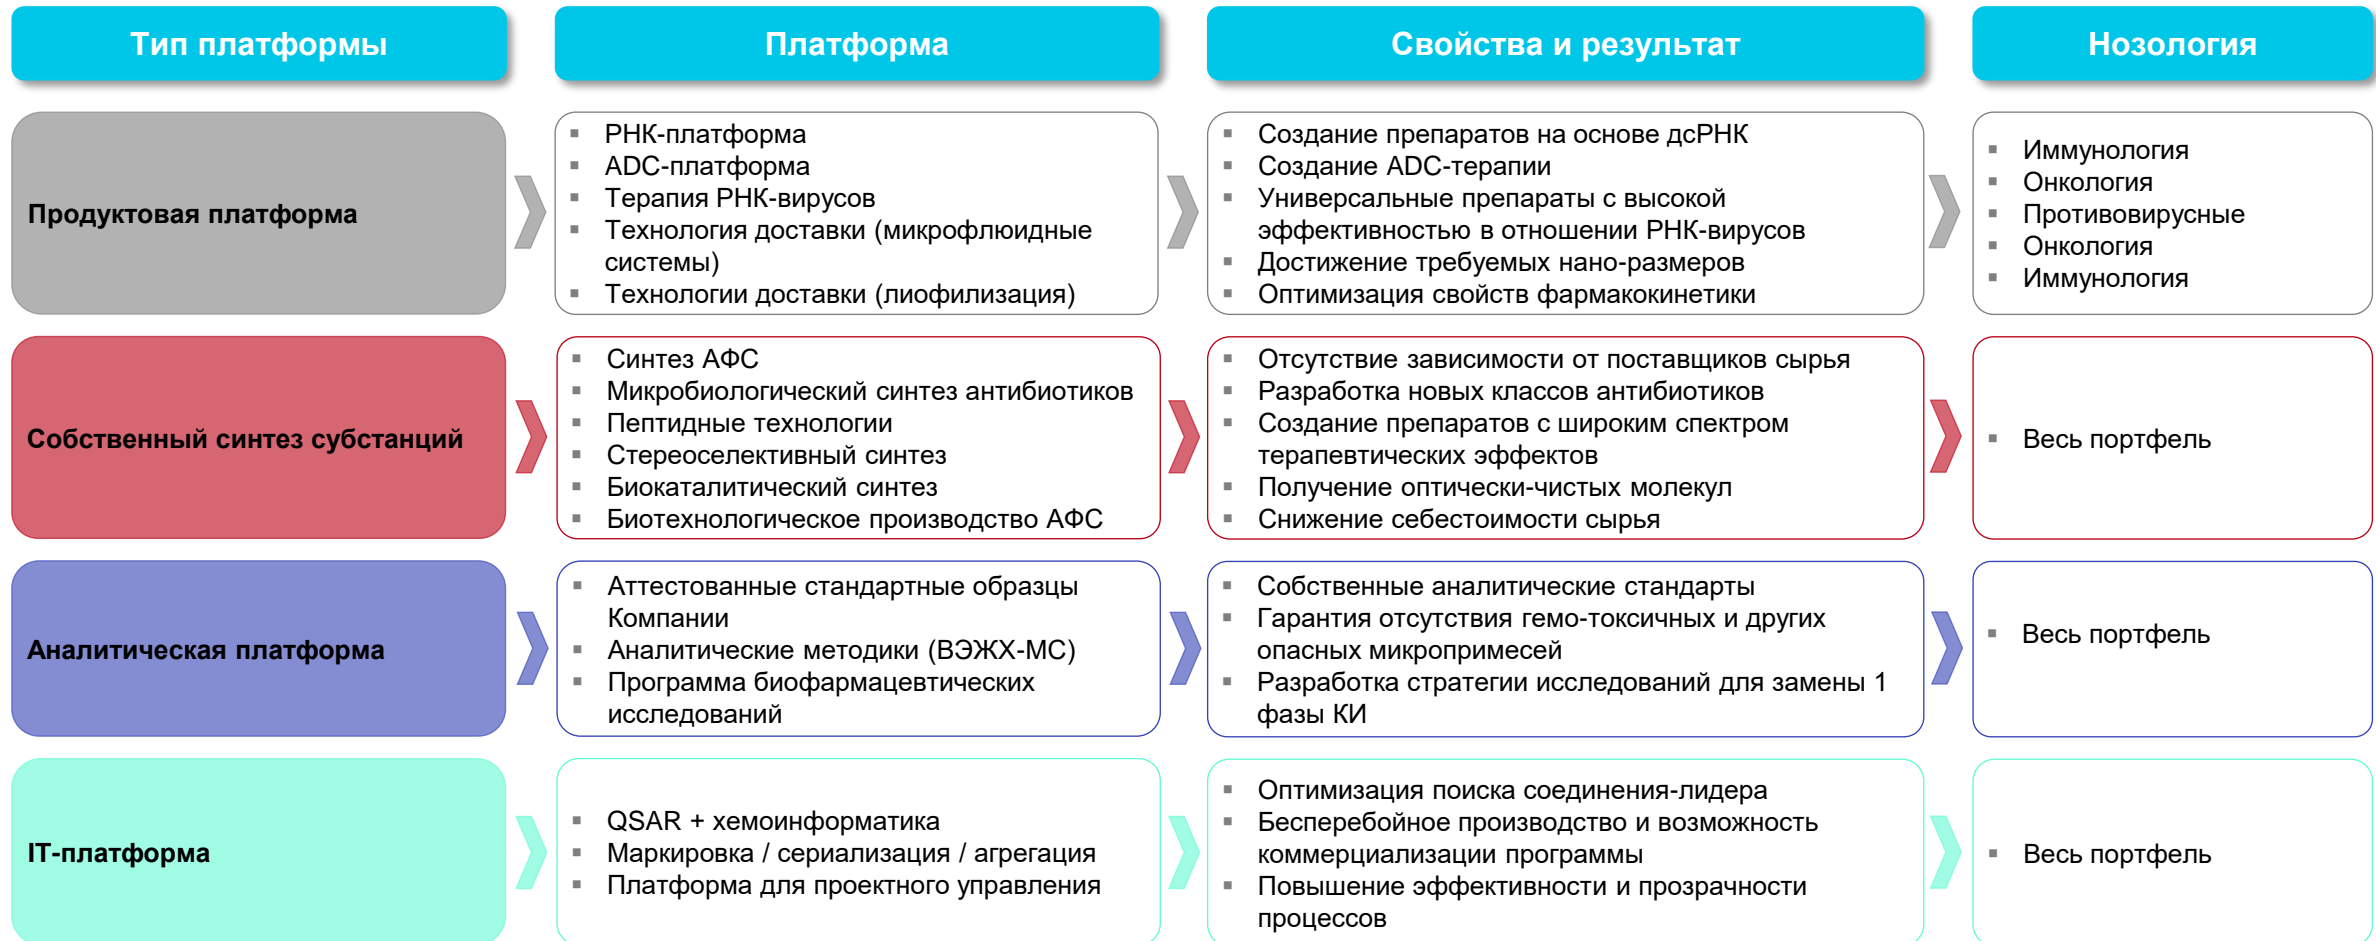 Тип платформы
Платформа
Свойства и результат
Нозология
Продуктовая платформа
РНК-платформа
ADC-платформа
Терапия РНК-вирусов
Технология доставки (микрофлюидные
системы)
Технологии доставки (лиофилизация)
Создание препаратов на основе дсРНК
Создание ADC-терапии
Универсальные препараты с высокой
эффективностью в отношении РНК-вирусов
Достижение требуемых нано-размеров
Оптимизация свойств фармакокинетики
Иммунология
Онкология
Противовирусные
Онкология
Иммунология
Собственный синтез субстанций
Синтез АФС
Микробиологический синтез антибиотиков
Пептидные технологии
Стереоселективный синтез
Биокаталитический синтез
Биотехнологическое производство АФС
Отсутствие зависимости от поставщиков сырья
Разработка новых классов антибиотиков
Создание препаратов с широким спектром
терапевтических эффектов
Получение оптически-чистых молекул
Снижение себестоимости сырья
Весь портфель
Аналитическая платформа
Аттестованные стандартные образцы
Компании
Аналитические методики (ВЭЖХ-МС)
Программа биофармацевтических
исследований
Собственные аналитические стандарты
Гарантия отсутствия гемо-токсичных и других
опасных микропримесей
Разработка стратегии исследований для замены 1
фазы КИ
Весь портфель
IT-платформа
QSAR + хемоинформатика
Маркировка / сериализация / агрегация
Платформа для проектного управления
Оптимизация поиска соединения-лидера
Бесперебойное производство и возможность
коммерциализации программы
Повышение эффективности и прозрачности
процессов
Весь портфель